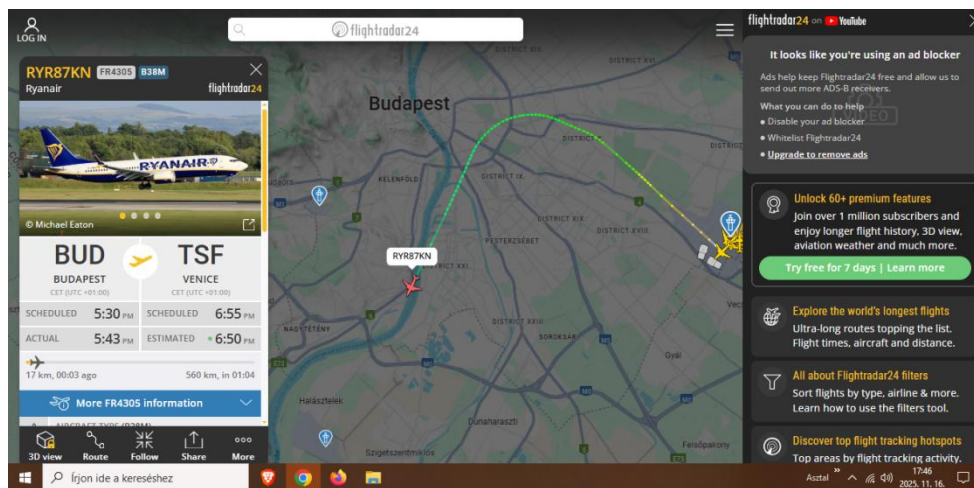 LOG IN
flightradar24
RYR87KN FR4305 B38M
Ryanair
flightradar24
RYANAIR
© Michael Eaton
BUD
BUDAPEST
CET (UTC +01:00)
TSF
VENICE
CET (UTC +01:00)
SCHEDULED 5:30 PM SCHEDULED 6:55 PM
ACTUAL 5:43 PM ESTIMATED 6:50 PM
17 km, 00:03 ago 560 km, in 01:04
More FR4305 information
AIRCRAFT TYPE (B38M)
3D view Route Follow Share More
Budapest
DISTRICT XVI.
KELENFÖLD
DISTRICT IX.
DISTRICT XIX.
DISTRICT XVIII.
PESTERZSÉBET
RYR87KN
DISTRICT XXI.
NAGYTÉTÉNY
DISTRICT XXIII.
SOROKSÁR
Gyál
Halásztelek
Dunaharaszti
Szigetszentmiklós
Felsőpakony
flightradar24 on YouTube
It looks like you're using an ad blocker
Ads help keep Flightradar24 free and allow us to
send out more ADS-B receivers.
What you can do to help
• Disable your ad blocker
• Whitelist Flightradar24
• Upgrade to remove ads
VIDEO
Unlock 60+ premium features
Join over 1 million subscribers and
enjoy longer flight history, 3D view,
aviation weather and much more.
Try free for 7 days | Learn more
Explore the world's longest flights
Ultra-long routes topping the list.
Flight times, aircraft and distance.
All about Flightradar24 filters
Sort flights by type, airline & more.
Learn how to use the filters tool.
Discover top flight tracking hotspots
Top areas by flight tracking activity.
Írjon ide a kereséshez
Asztal
17:46
2025. 11. 16.